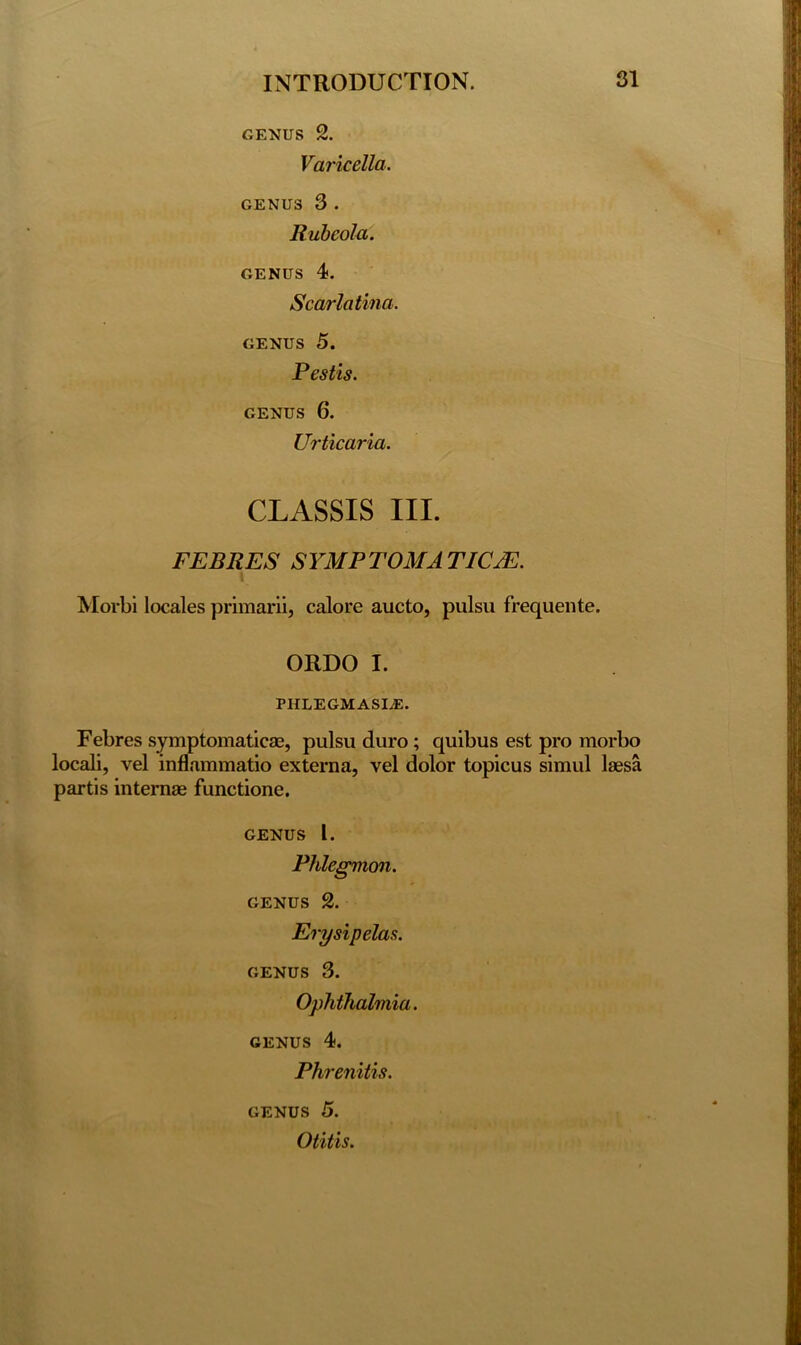 INTRODUCTION. 31
GENUS 2.
Varicella.
GENUS 3 .
Rubeola.
GENUS 4.
Scarlatina.
GENUS 5.
Pestis.
GENUS 6.
Urticaria.
CLASSIS III.
FEBRES SYMPTOMATICÆ.
Morbi locales primarii, calore aucto, pulsu frequente.
ORDO I.
PHLEGMASIÆ.
Febres symptomaticæ, pulsu duro ; quibus est pro morbo
locali, vel inflammatio externa, vel dolor topicus simul læsâ
partis internæ functione.
GENUS 1.
Phlegmon.
GENUS 2.
Erysipelas.
GENUS 3.
Ophthalmia.
GENUS 4.
Phrenitis.
GENUS 5.
Otitis.